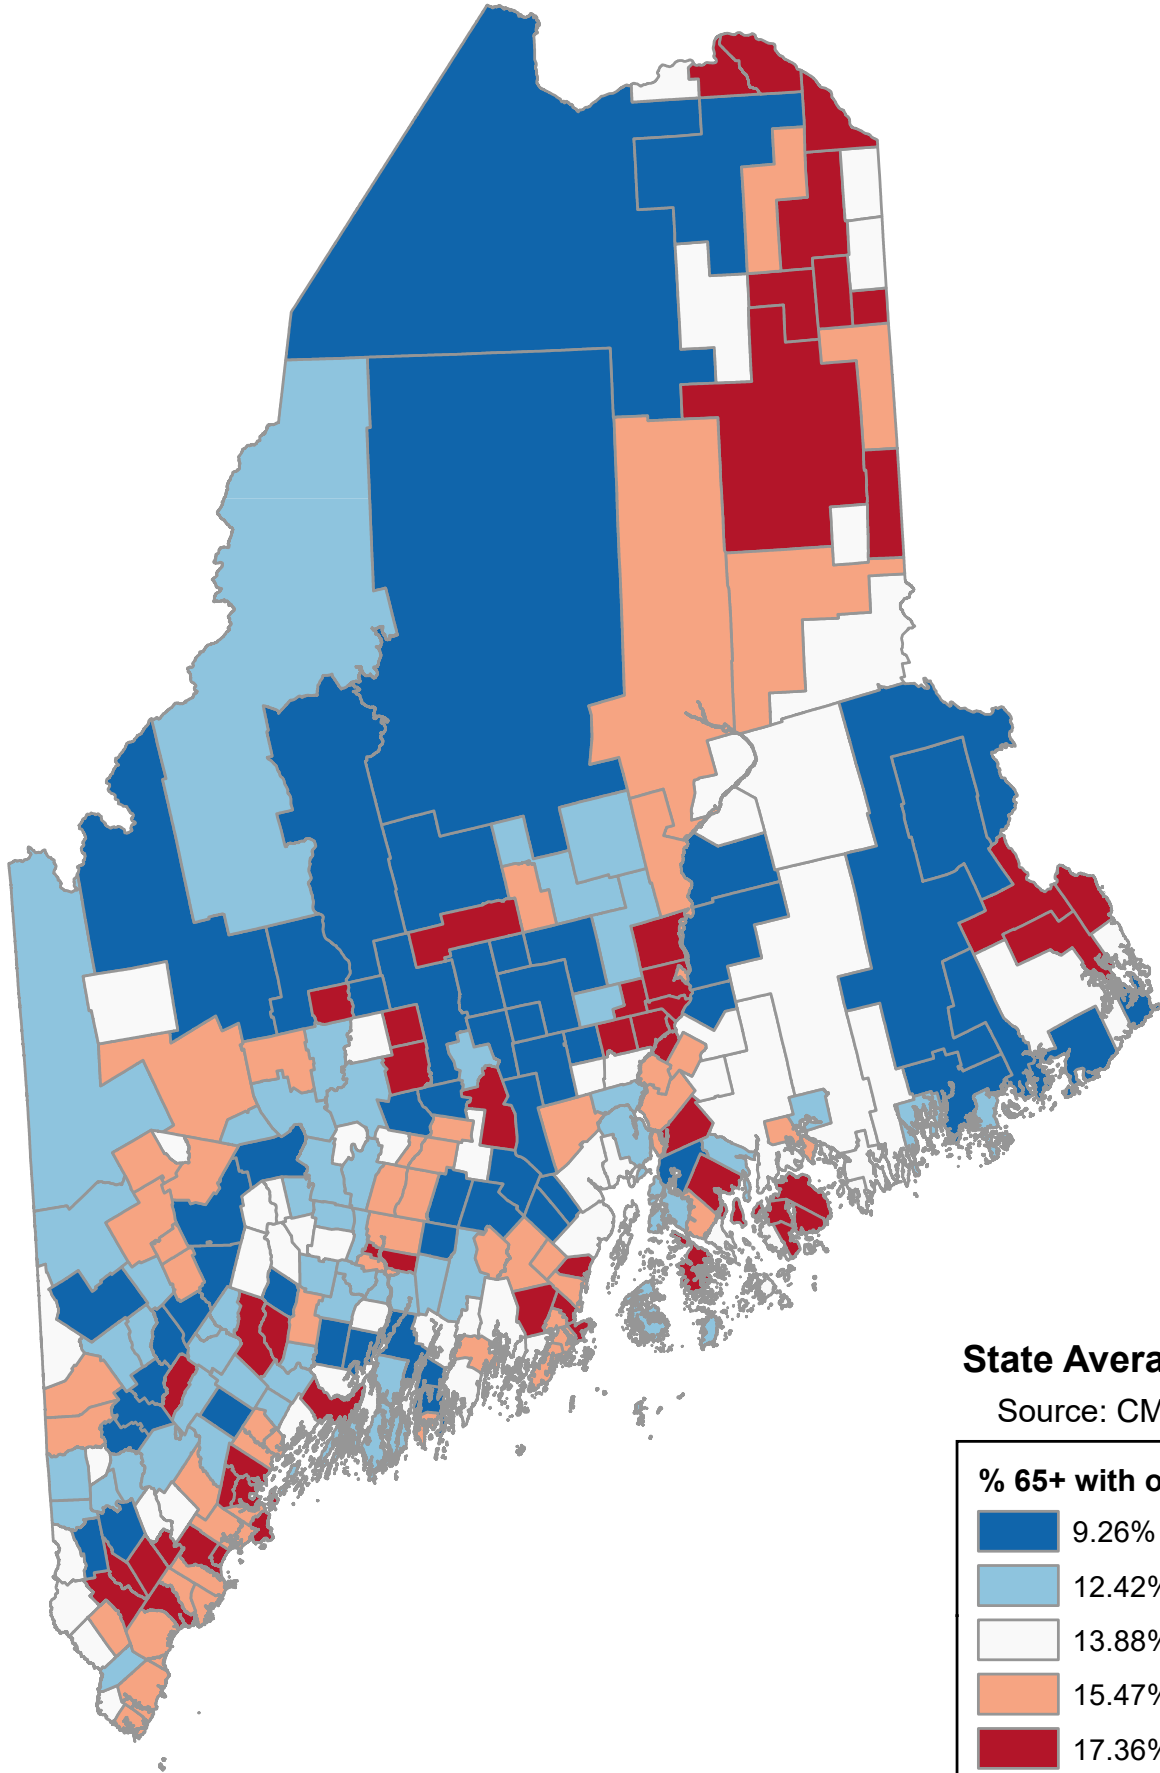 State Avera
Source: CM
% 65+ with o
9.26%
12.42%
13.88%
15.47%
17.36%